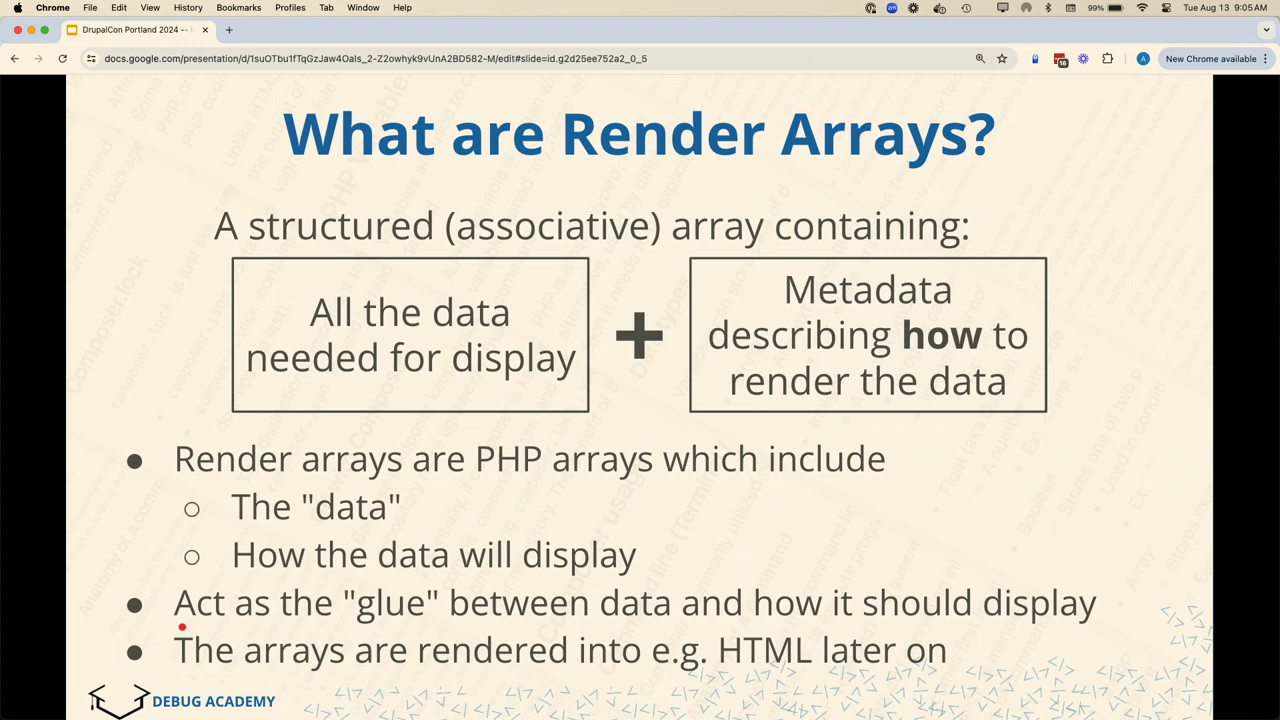 Chrome File Edit View History Bookmarks Profiles Tab Window Help
99% Tue Aug 13 9:05 AM
DrupalCon Portland 2024 --
docs.google.com/presentation/d/1suOTbu1fTqGzJaw4Oals_2-Z2owhyk9vUnA2BD582-M/edit#slide=id.g2d25ee752a2_0_5
16
A
New Chrome available
What are Render Arrays?
A structured (associative) array containing:
All the data
needed for display
+
Metadata
describing how to
render the data
● Render arrays are PHP arrays which include
○ The "data"
○ How the data will display
● Act as the "glue" between data and how it should display
● The arrays are rendered into e.g. HTML later on
DEBUG ACADEMY